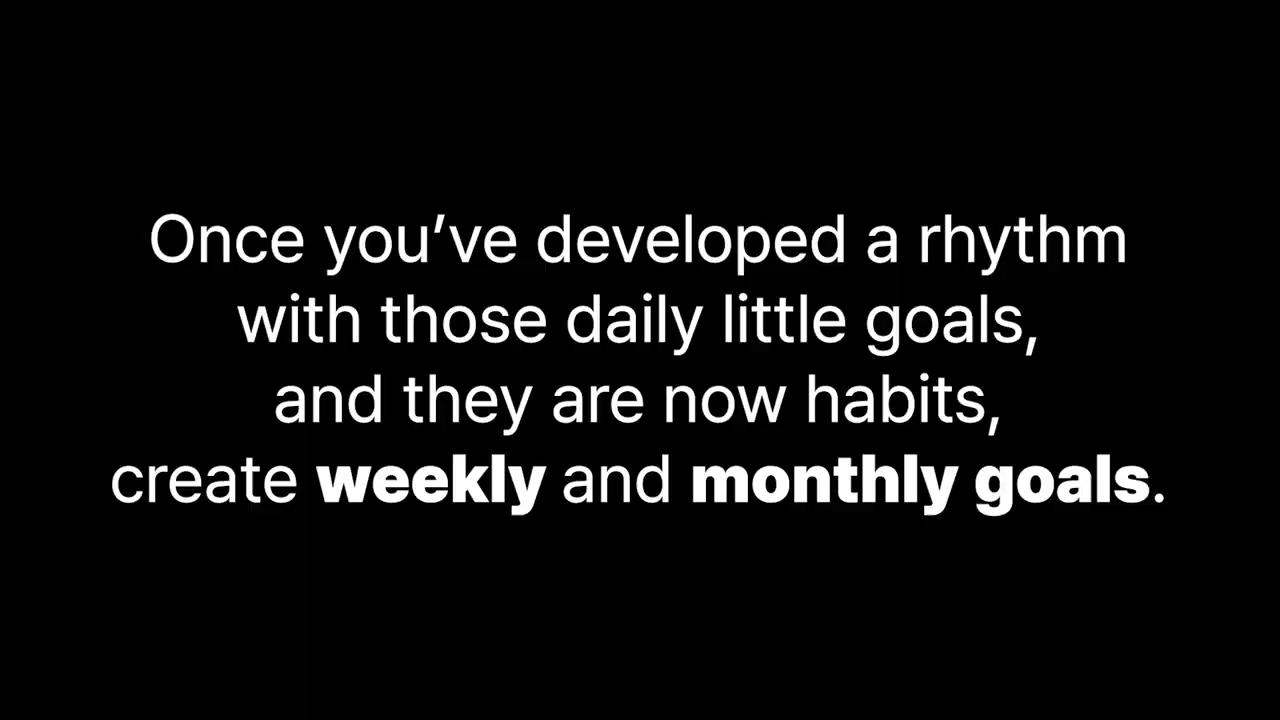 Once you’ve developed a rhythm
with those daily little goals,
and they are now habits,
create weekly and monthly goals.